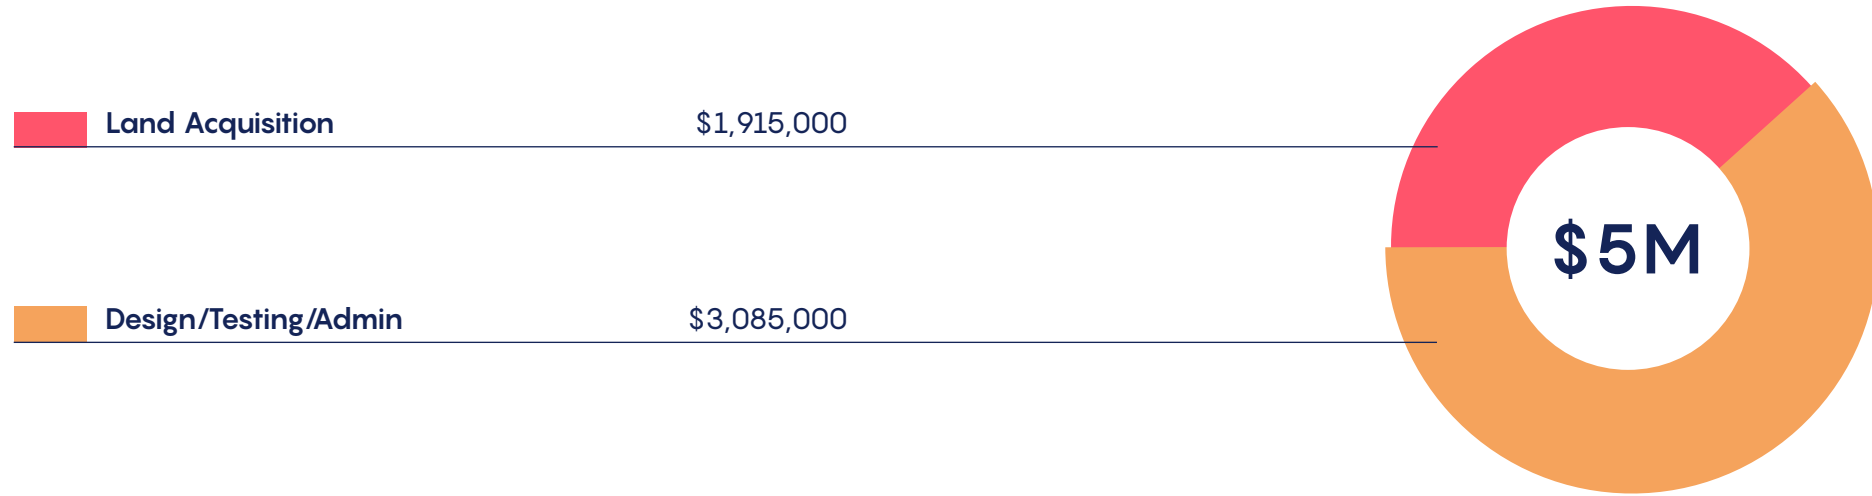 Land Acquisition $1,915,000
$5M
Design/Testing/Admin $3,085,000